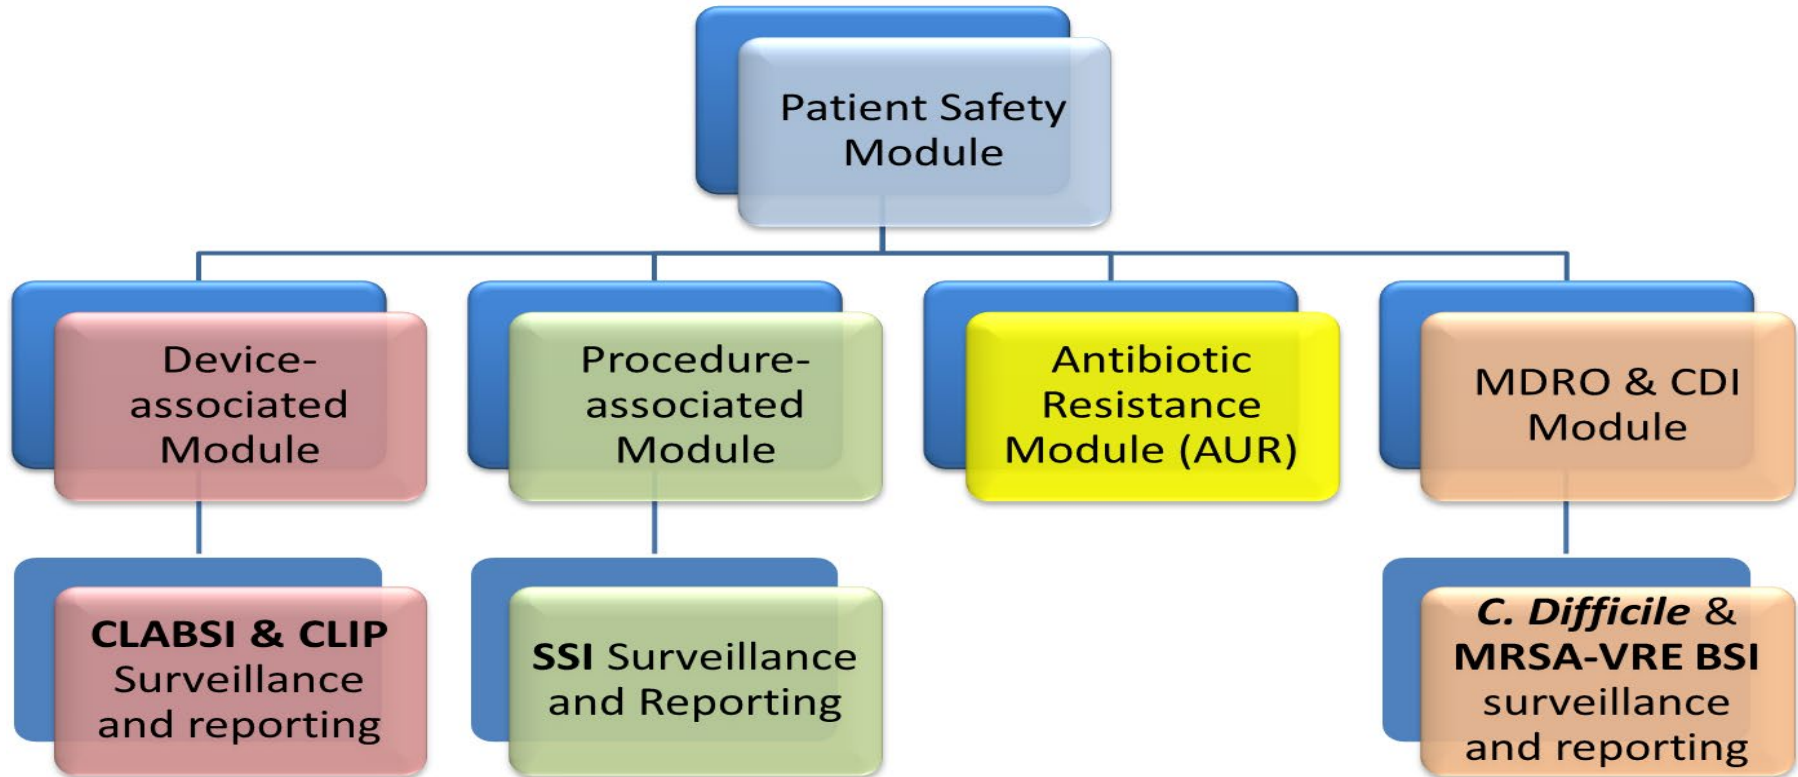 Patient Safety
Module
Device-
associated
Module
Procedure-
associated
Module
Antibiotic
Resistance
Module (AUR)
MDRO & CDI
Module
CLABSI & CLIP
Surveillance
and reporting
SSI Surveillance
and Reporting
C. Difficile &
MRSA-VRE BSI
surveillance
and reporting